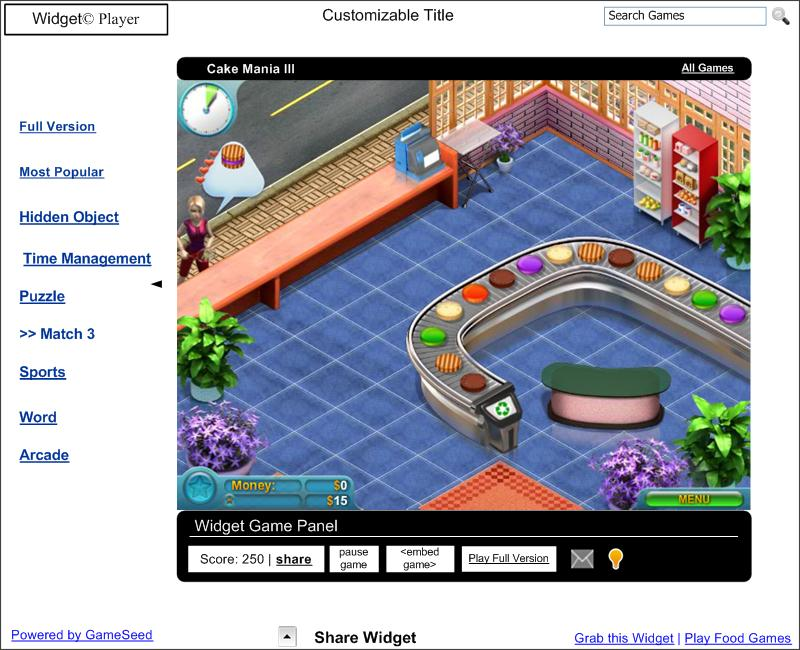 Widget© Player
Customizable Title
Search Games
Cake Mania III
All Games
Full Version
Most Popular
Hidden Object
Time Management
Puzzle
>> Match 3
Sports
Word
Arcade
Money: $0
$15
MENU
Widget Game Panel
Score: 250 | share
pause
game
<embed
game>
Play Full Version
Powered by GameSeed
Share Widget
Grab this Widget | Play Food Games